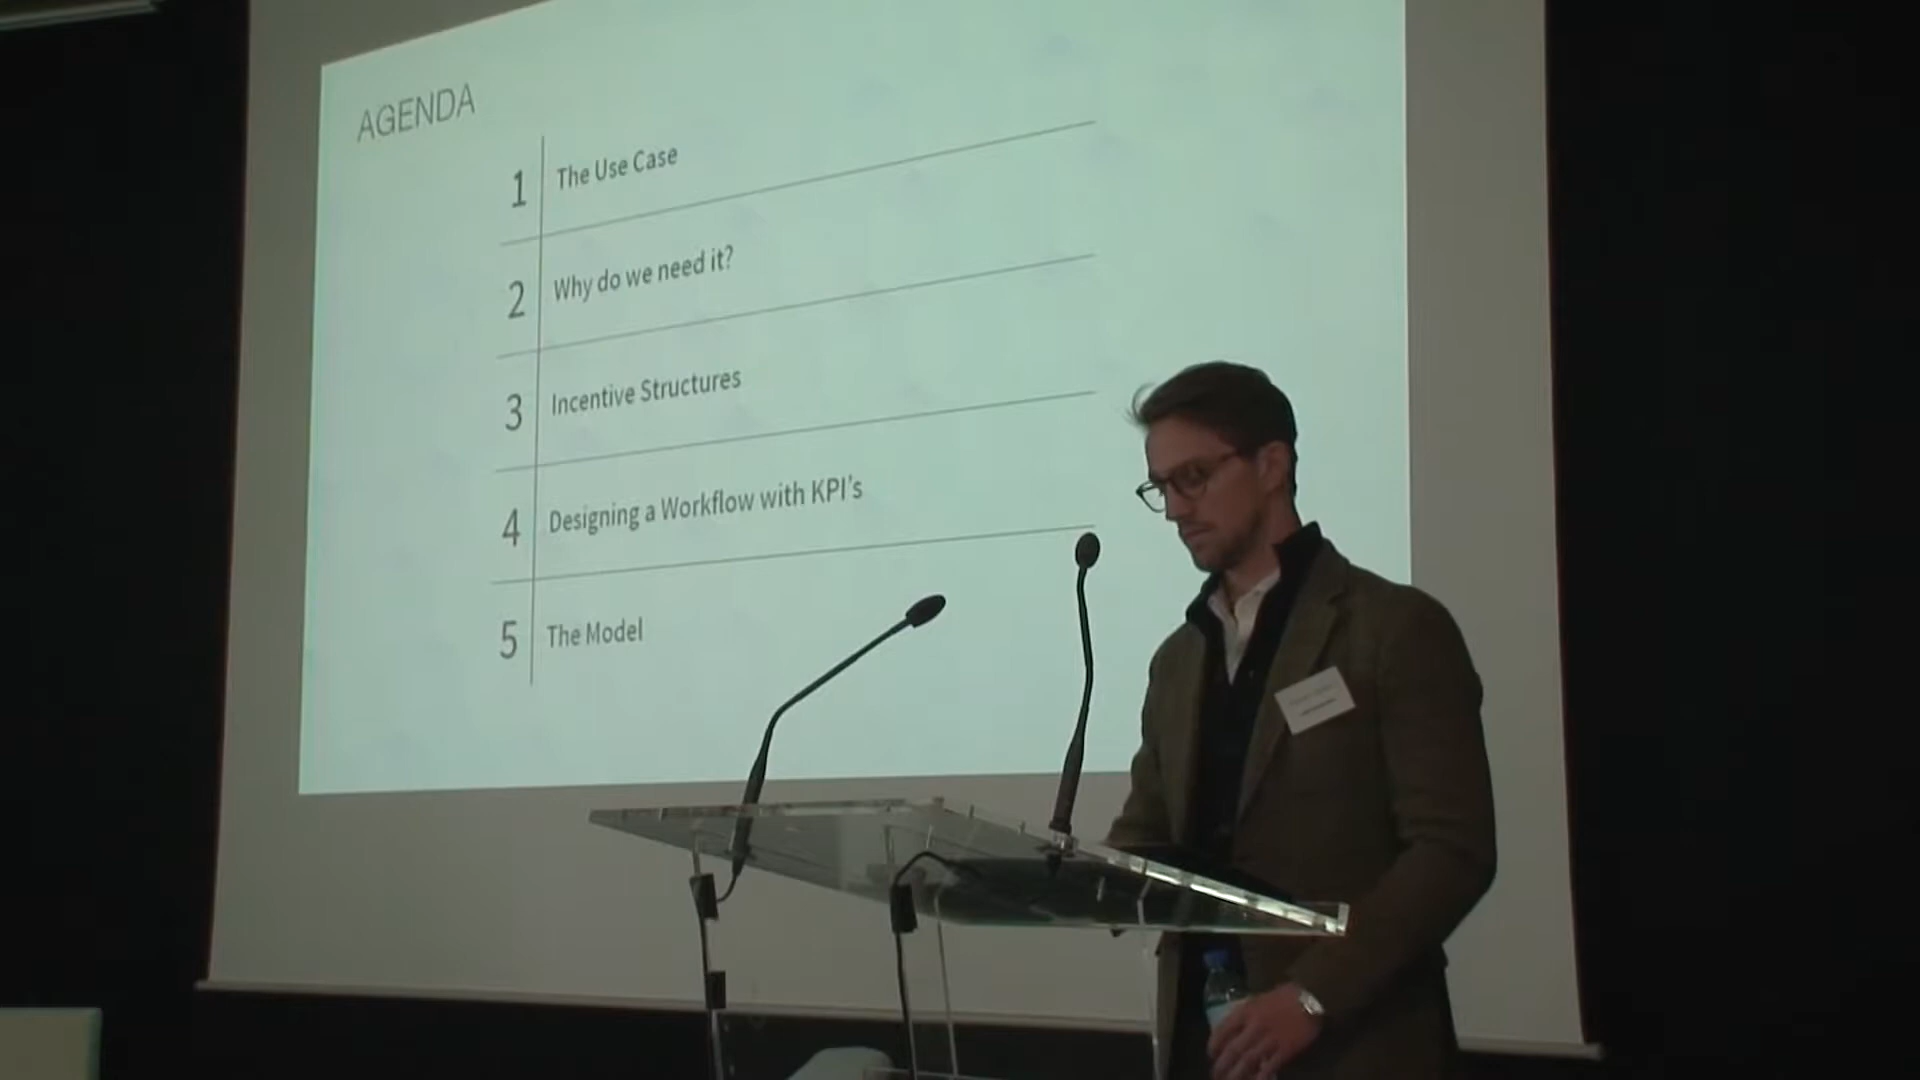 AGENDA
1 The Use Case
2 Why do we need it?
3 Incentive Structures
4 Designing a Workflow with KPI's
5 The Model